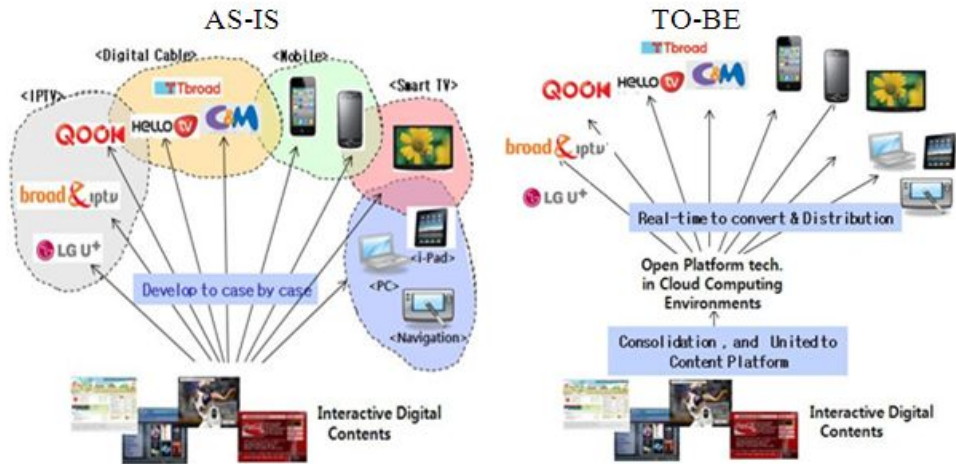 AS-IS
<Digital Cable>
<Mobile>
Tbroad
<Smart TV>
<IPTV>
QOOK
HELLO tv
C&M
broad & iptv
LG U+
<i-Pad>
Develop to case by case
<PC>
<Navigation>
Interactive Digital
Contents
TO-BE
Tbroad
QOOK
HELLO tv
C&M
broad & iptv
LG U+
Real-time to convert & Distribution
Open Platform tech.
in Cloud Computing
Environments
Consolidation , and United to
Content Platform
Interactive Digital
Contents